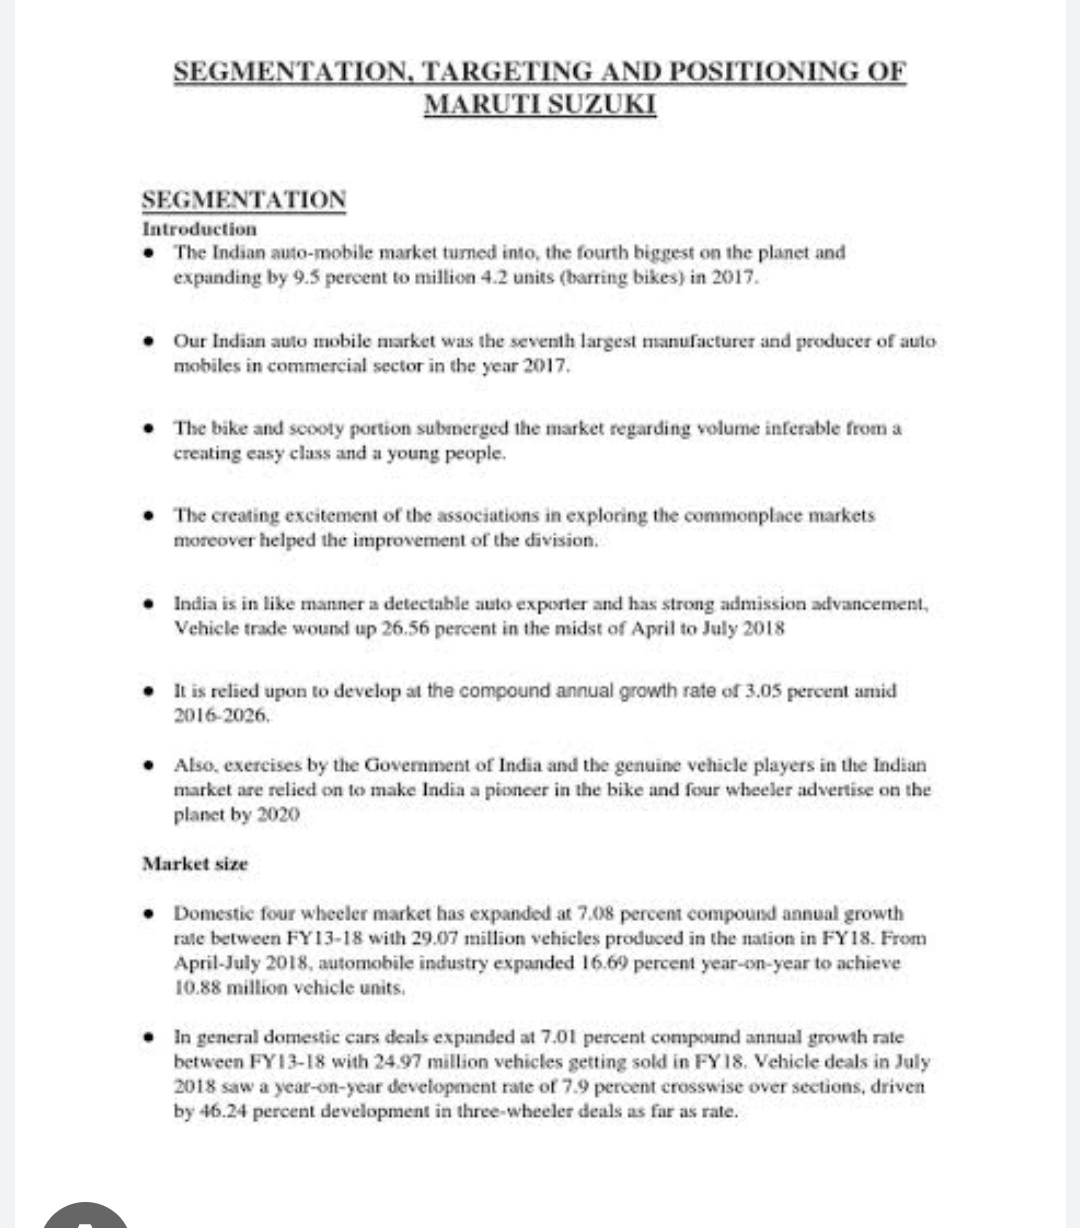 SEGMENTATION, TARGETING AND POSITIONING OF
MARUTI SUZUKI
SEGMENTATION
Introduction
● The Indian auto-mobile market turned into, the fourth biggest on the planet and
expanding by 9.5 percent to million 4.2 units (barring bikes) in 2017.
● Our Indian auto mobile market was the seventh largest manufacturer and producer of auto
mobiles in commercial sector in the year 2017.
● The bike and scooty portion submerged the market regarding volume inferable from a
creating easy class and a young people.
● The creating excitement of the associations in exploring the commonplace markets
moreover helped the improvement of the division.
● India is in like manner a detectable auto exporter and has strong admission advancement,
Vehicle trade wound up 26.56 percent in the midst of April to July 2018
● It is relied upon to develop at the compound annual growth rate of 3.05 percent amid
2016-2026.
● Also, exercises by the Government of India and the genuine vehicle players in the Indian
market are relied on to make India a pioneer in the bike and four wheeler advertise on the
planet by 2020
Market size
● Domestic four wheeler market has expanded at 7.08 percent compound annual growth
rate between FY13-18 with 29.07 million vehicles produced in the nation in FY18. From
April-July 2018, automobile industry expanded 16.69 percent year-on-year to achieve
10.88 million vehicle units.
● In general domestic cars deals expanded at 7.01 percent compound annual growth rate
between FY13-18 with 24.97 million vehicles getting sold in FY18. Vehicle deals in July
2018 saw a year-on-year development rate of 7.9 percent crosswise over sections, driven
by 46.24 percent development in three-wheeler deals as far as rate.